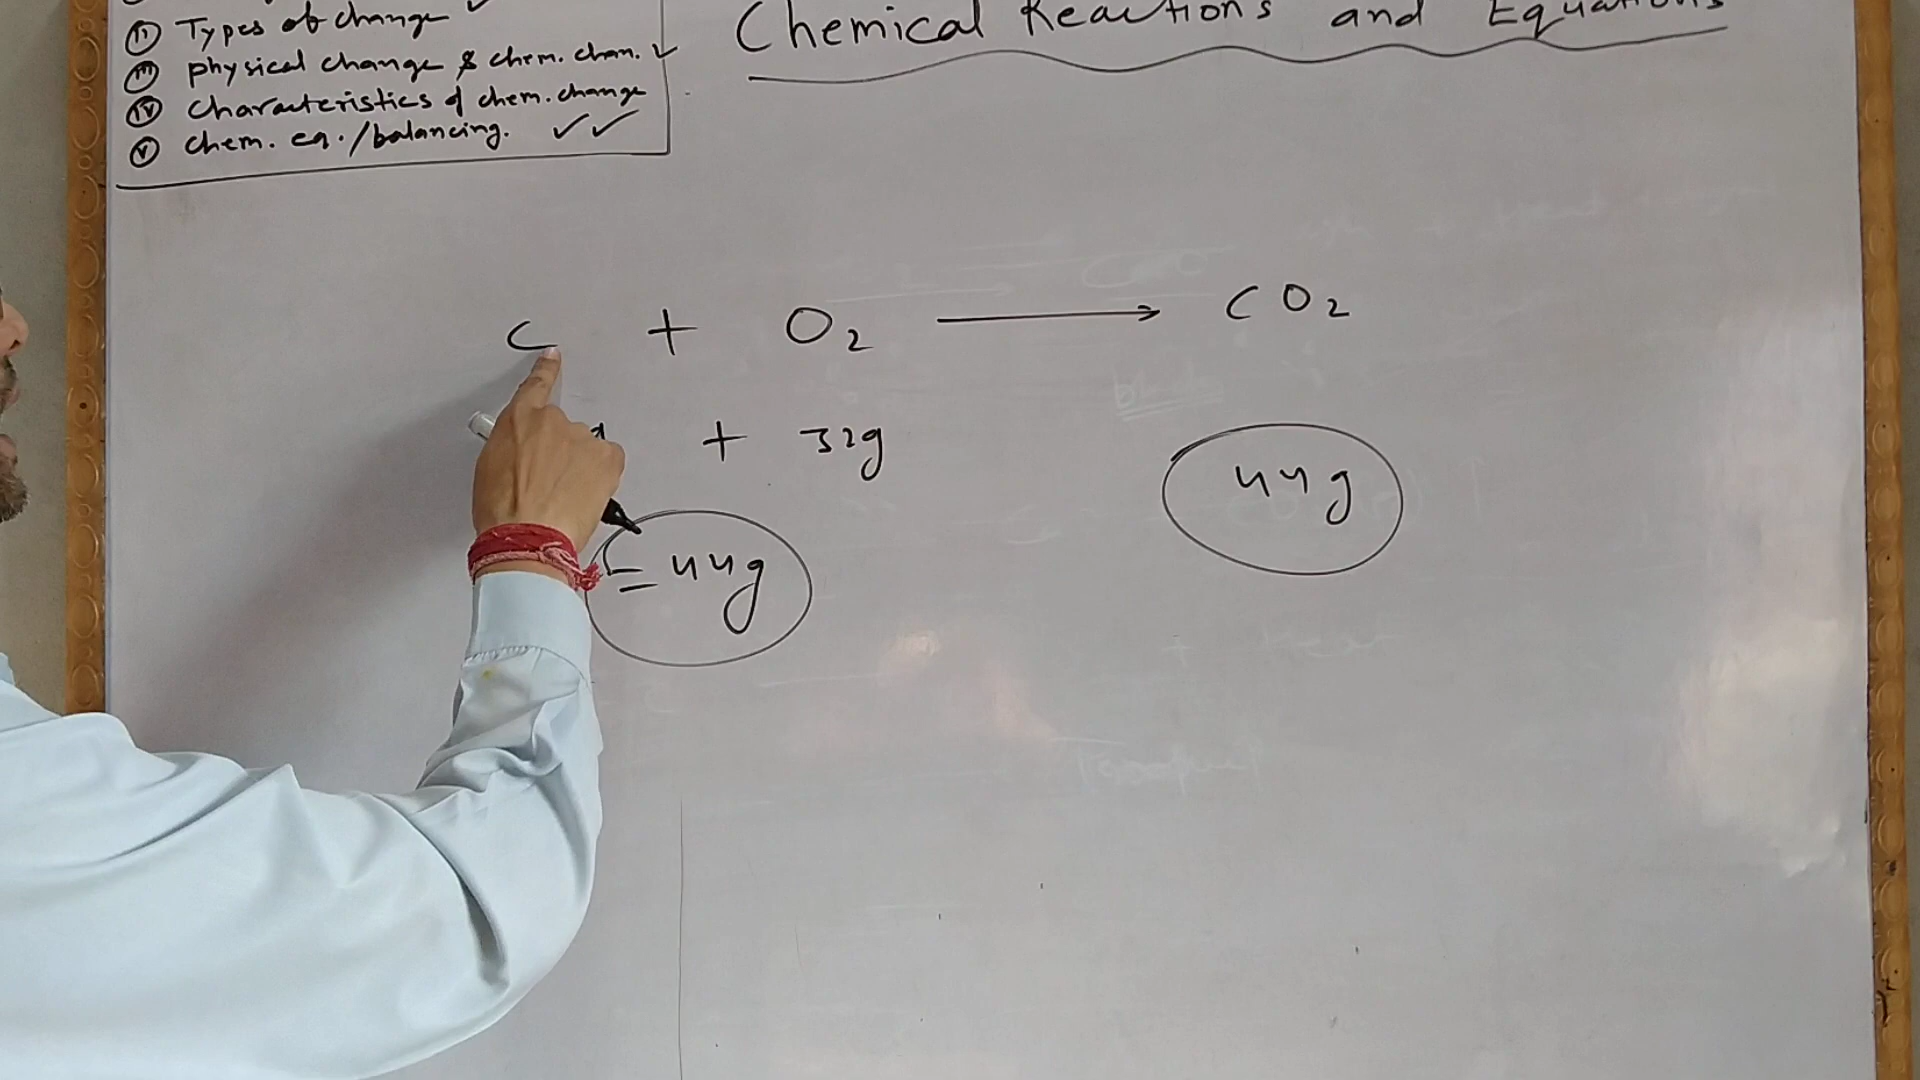 (ii) Types of change ✓
(iii) physical change & chem. chan. ✓
(iv) Characteristics of chem. change
(v) chem. eq. /balancing. ✓✓
Chemical Reactions and Equations
C + O₂ → CO₂
g + 32g
44g
= 44g